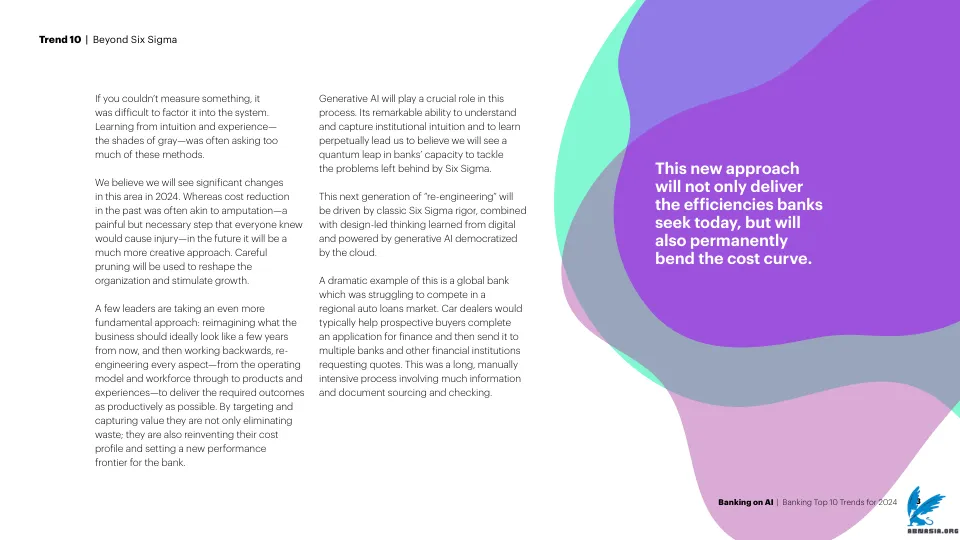 Trend 10 | Beyond Six Sigma
If you couldn't measure something, it
was difficult to factor it into the system.
Learning from intuition and experience—
the shades of gray—was often asking too
much of these methods.
We believe we will see significant changes
in this area in 2024. Whereas cost reduction
in the past was often akin to amputation—a
painful but necessary step that everyone knew
would cause injury—in the future it will be a
much more creative approach. Careful
pruning will be used to reshape the
organization and stimulate growth.
A few leaders are taking an even more
fundamental approach: reimagining what the
business should ideally look like a few years
from now, and then working backwards, re-
engineering every aspect—from the operating
model and workforce through to products and
experiences—to deliver the required outcomes
as productively as possible. By targeting and
capturing value they are not only eliminating
waste; they are also reinventing their cost
profile and setting a new performance
frontier for the bank.
Generative AI will play a crucial role in this
process. Its remarkable ability to understand
and capture institutional intuition and to learn
perpetually lead us to believe we will see a
quantum leap in banks' capacity to tackle
the problems left behind by Six Sigma.
This next generation of "re-engineering" will
be driven by classic Six Sigma rigor, combined
with design-led thinking learned from digital
and powered by generative AI democratized
by the cloud.
A dramatic example of this is a global bank
which was struggling to compete in a
regional auto loans market. Car dealers would
typically help prospective buyers complete
an application for finance and then send it to
multiple banks and other financial institutions
requesting quotes. This was a long, manually
intensive process involving much information
and document sourcing and checking.
This new approach
will not only deliver
the efficiencies banks
seek today, but will
also permanently
bend the cost curve.
Banking on AI | Banking Top 10 Trends for 2024
ADNASIA.ORG